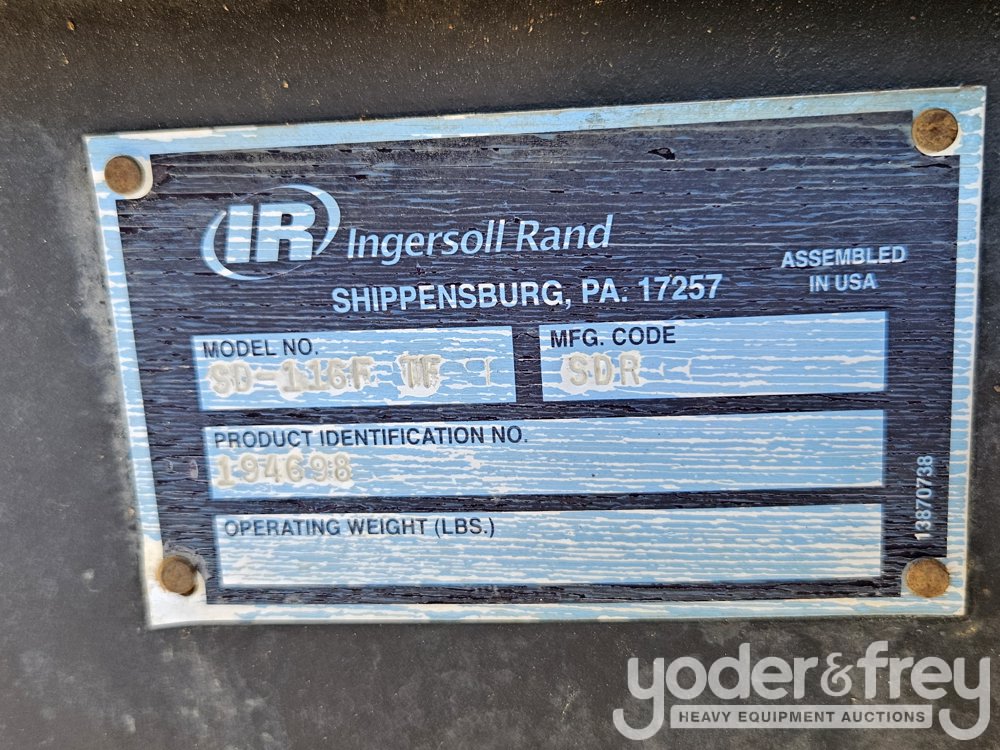 IR Ingersoll Rand
SHIPPENSBURG, PA. 17257
ASSEMBLED
IN USA
MODEL NO.
SD-116F TF
MFG. CODE
SDR
PRODUCT IDENTIFICATION NO.
194698
OPERATING WEIGHT (LBS.)
13870738
yoder&frey
HEAVY EQUIPMENT AUCTIONS